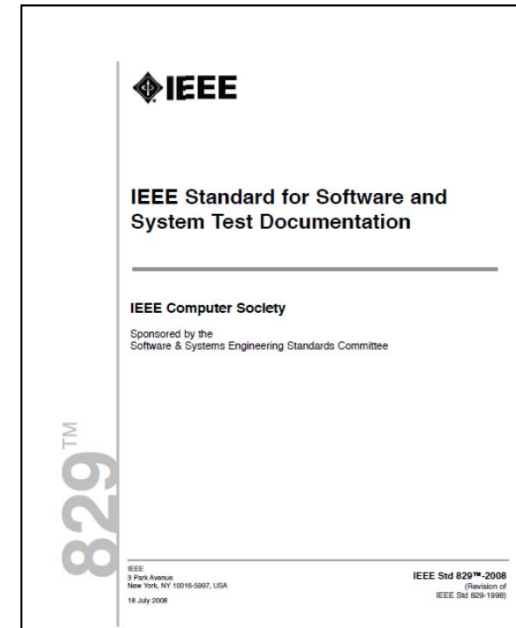 IEEE
IEEE Standard for Software and
System Test Documentation
IEEE Computer Society
Sponsored by the
Software & Systems Engineering Standards Committee
829™
IEEE
3 Park Avenue
New York, NY 10016-5997, USA
18 July 2008
IEEE Std 829™-2008
(Revision of
IEEE Std 829-1998)